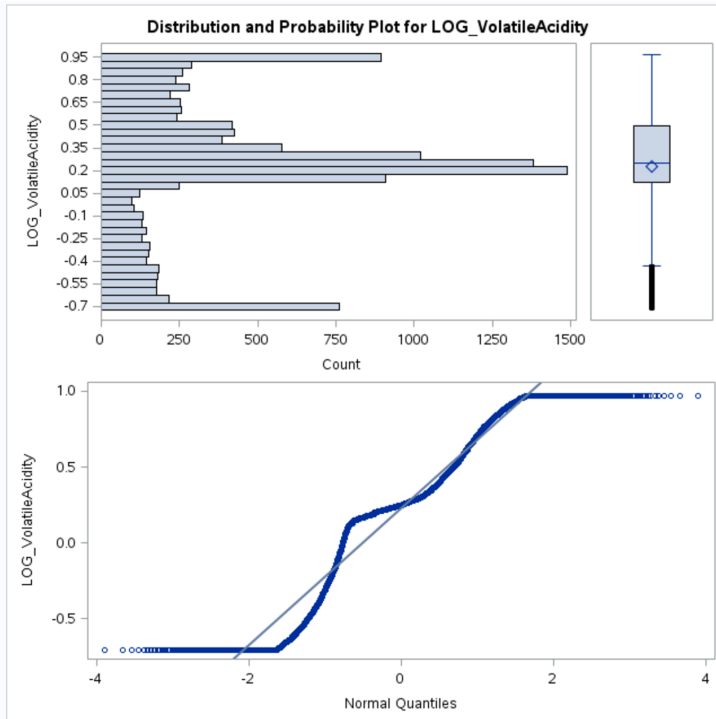 Distribution and Probability Plot for LOG_VolatileAcidity
LOG_VolatileAcidity
0.95
0.8
0.65
0.5
0.35
0.2
0.05
-0.1
-0.25
-0.4
-0.55
-0.7
0 250 500 750 1000 1250 1500
Count
LOG_VolatileAcidity
1.0
0.5
0.0
-0.5
-4 -2 0 2 4
Normal Quantiles